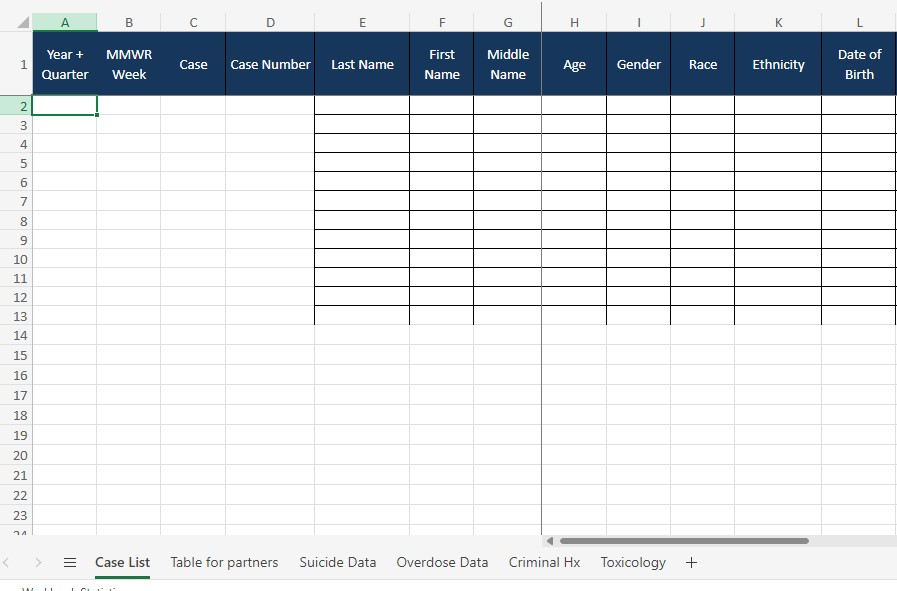 A B C D E F G H I J K L
1
Year + Quarter
MMWR Week
Case
Case Number
Last Name
First Name
Middle Name
Age
Gender
Race
Ethnicity
Date of Birth
2
3
4
5
6
7
8
9
10
11
12
13
14
15
16
17
18
19
20
21
22
23
24
Case List Table for partners Suicide Data Overdose Data Criminal Hx Toxicology +